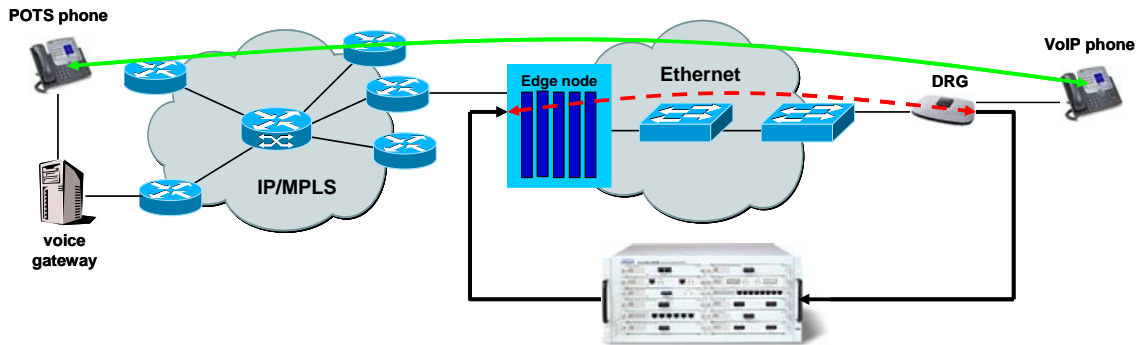 POTS phone
VoIP phone
Edge node
Ethernet
DRG
IP/MPLS
voice
gateway